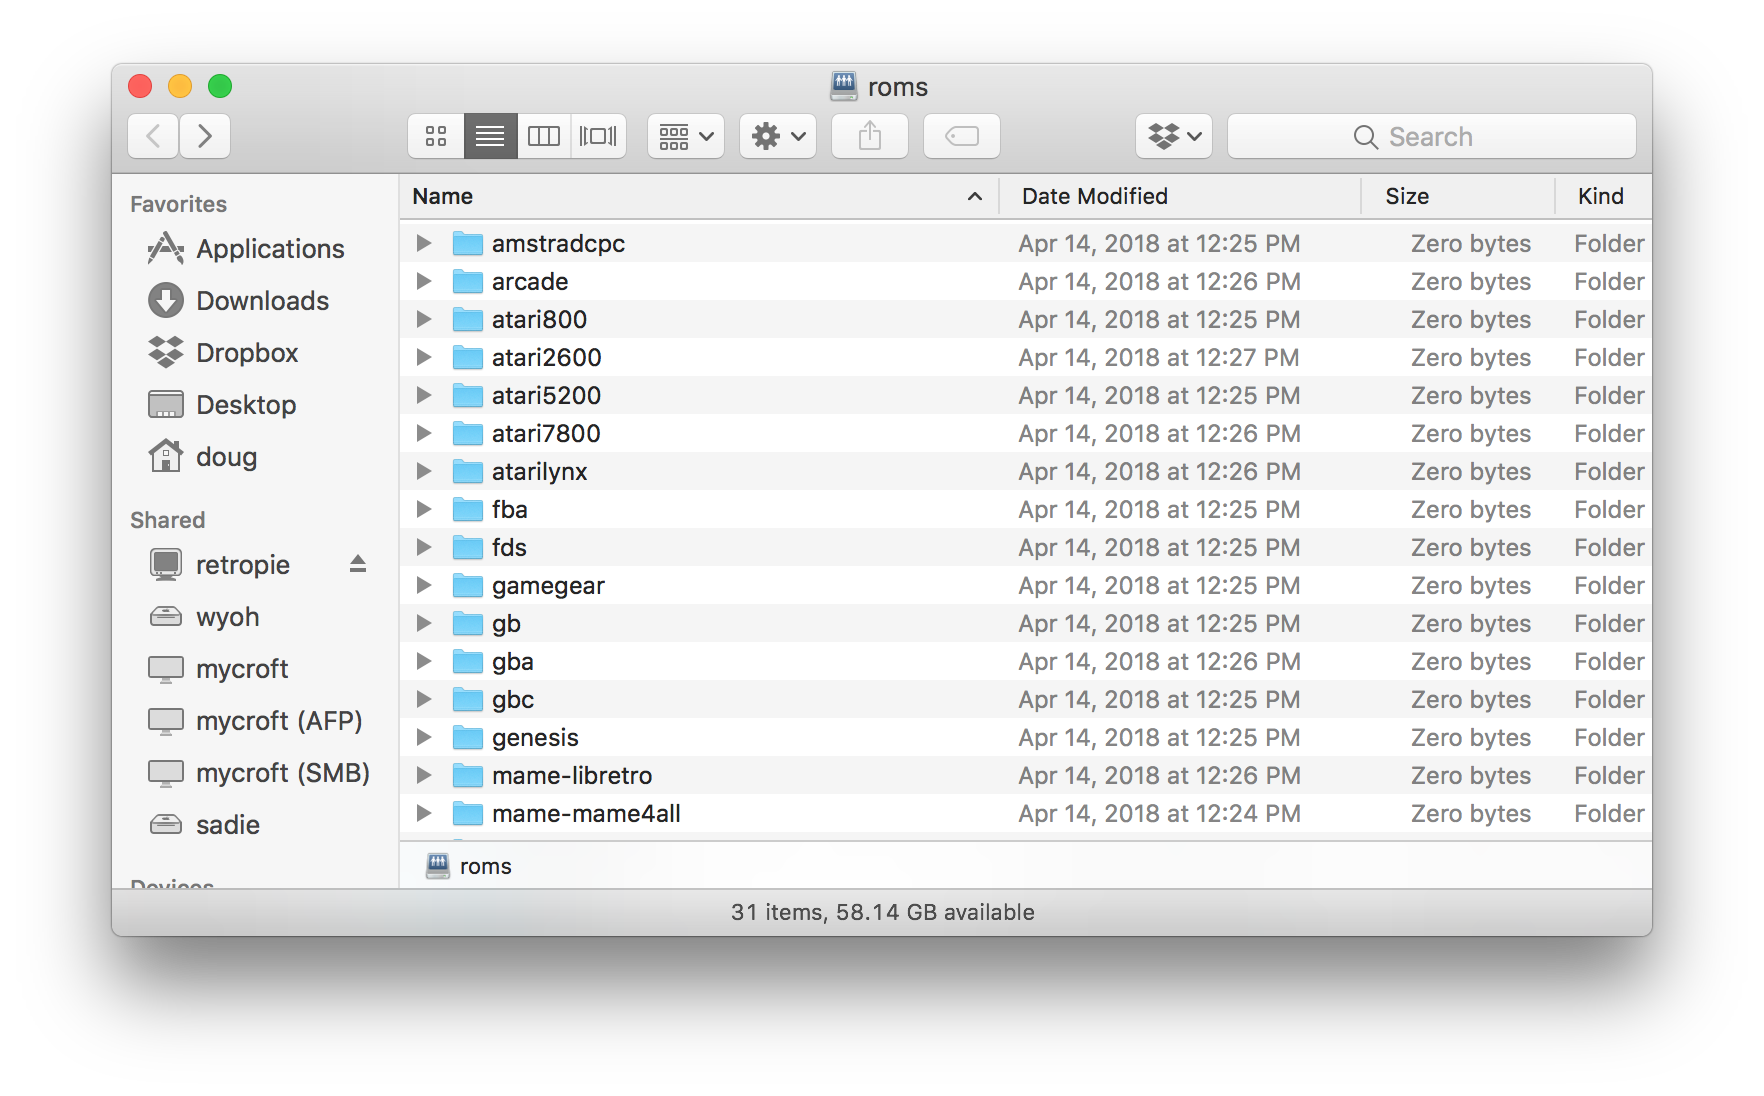 roms
Search
Favorites
Applications
Downloads
Dropbox
Desktop
doug
Shared
retropie
wyoh
mycroft
mycroft (AFP)
mycroft (SMB)
sadie
Devices
Name Date Modified Size Kind
amstradcpc Apr 14, 2018 at 12:25 PM Zero bytes Folder
arcade Apr 14, 2018 at 12:26 PM Zero bytes Folder
atari800 Apr 14, 2018 at 12:25 PM Zero bytes Folder
atari2600 Apr 14, 2018 at 12:27 PM Zero bytes Folder
atari5200 Apr 14, 2018 at 12:25 PM Zero bytes Folder
atari7800 Apr 14, 2018 at 12:26 PM Zero bytes Folder
atarilynx Apr 14, 2018 at 12:26 PM Zero bytes Folder
fba Apr 14, 2018 at 12:25 PM Zero bytes Folder
fds Apr 14, 2018 at 12:25 PM Zero bytes Folder
gamegear Apr 14, 2018 at 12:25 PM Zero bytes Folder
gb Apr 14, 2018 at 12:25 PM Zero bytes Folder
gba Apr 14, 2018 at 12:26 PM Zero bytes Folder
gbc Apr 14, 2018 at 12:25 PM Zero bytes Folder
genesis Apr 14, 2018 at 12:25 PM Zero bytes Folder
mame-libretro Apr 14, 2018 at 12:26 PM Zero bytes Folder
mame-mame4all Apr 14, 2018 at 12:24 PM Zero bytes Folder
roms
31 items, 58.14 GB available